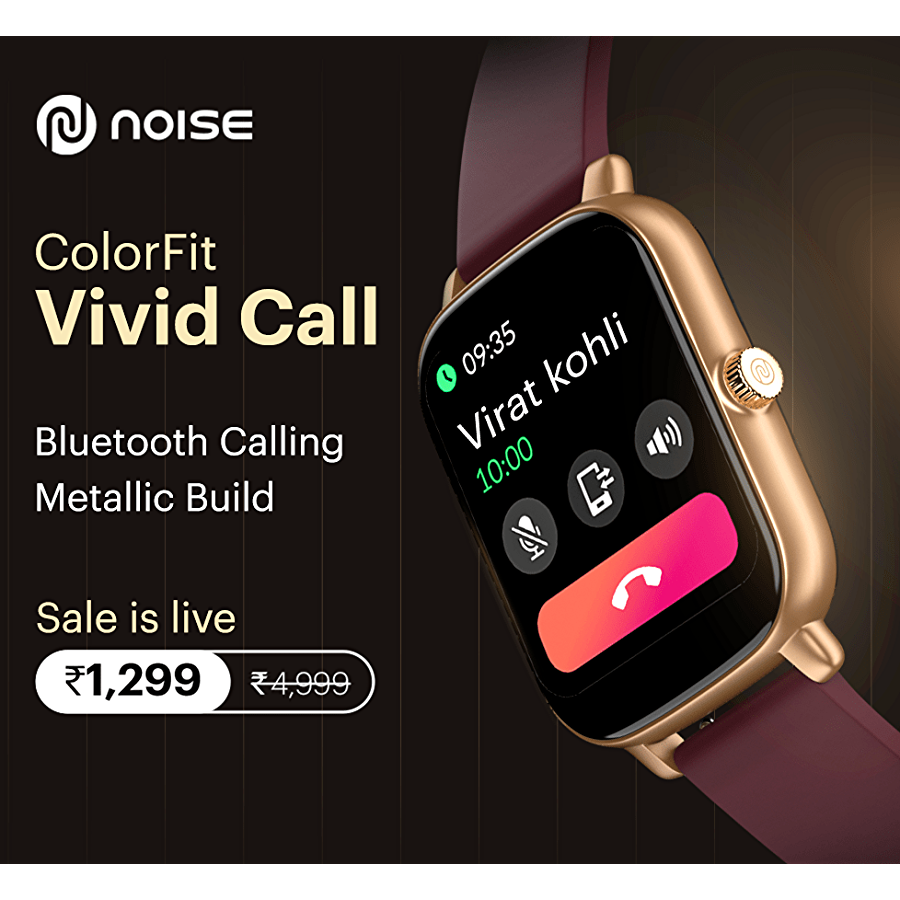 NOISE
ColorFit
Vivid Call
Bluetooth Calling
Metallic Build
Sale is live
₹1,299 ₹4,999
09:35
Virat kohli
10:00